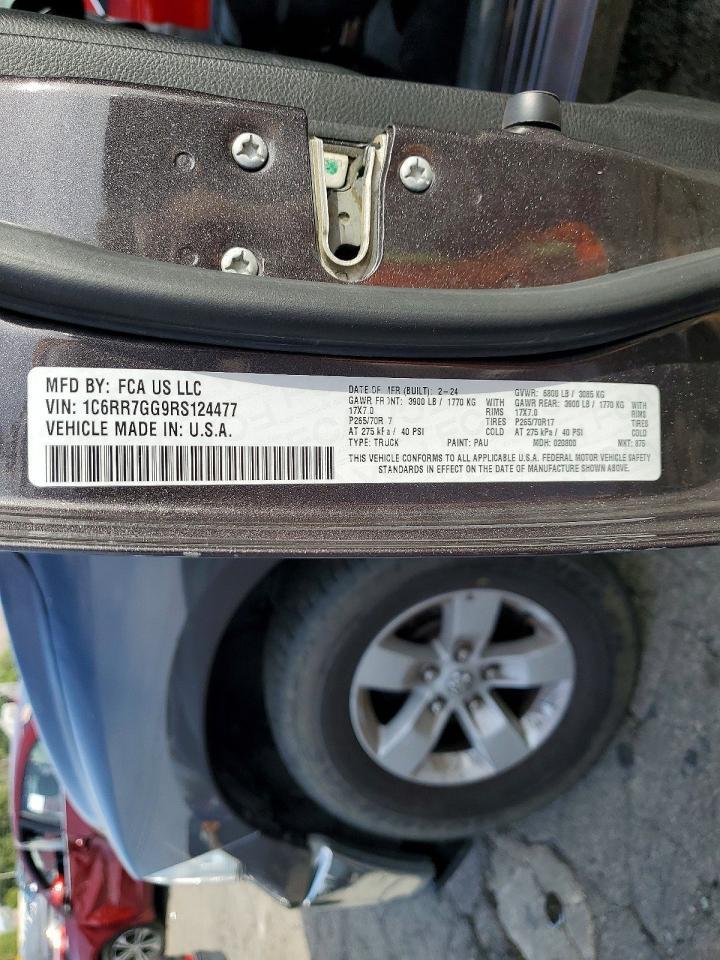 MFD BY: FCA US LLC
VIN: 1C6RR7GG9RS124477
VEHICLE MADE IN: U.S.A.
DATE OF MFR (BUILT): 2-24
GAWR FRONT: 3900 LB / 1770 KG WITH
17X7.0 RIMS
P265/70R 7 TIRES
AT 275 kPa / 40 PSI COLD
TYPE: TRUCK PAINT: PAU
GVWR: 6800 LB / 3085 KG
GAWR REAR: 3900 LB / 1770 KG WITH
17X7.0 RIMS
P265/70R17 TIRES
AT 275 kPa / 40 PSI COLD
MDH: 020800 MKT: 875
THIS VEHICLE CONFORMS TO ALL APPLICABLE U.S.A. FEDERAL MOTOR VEHICLE SAFETY
STANDARDS IN EFFECT ON THE DATE OF MANUFACTURE SHOWN ABOVE.